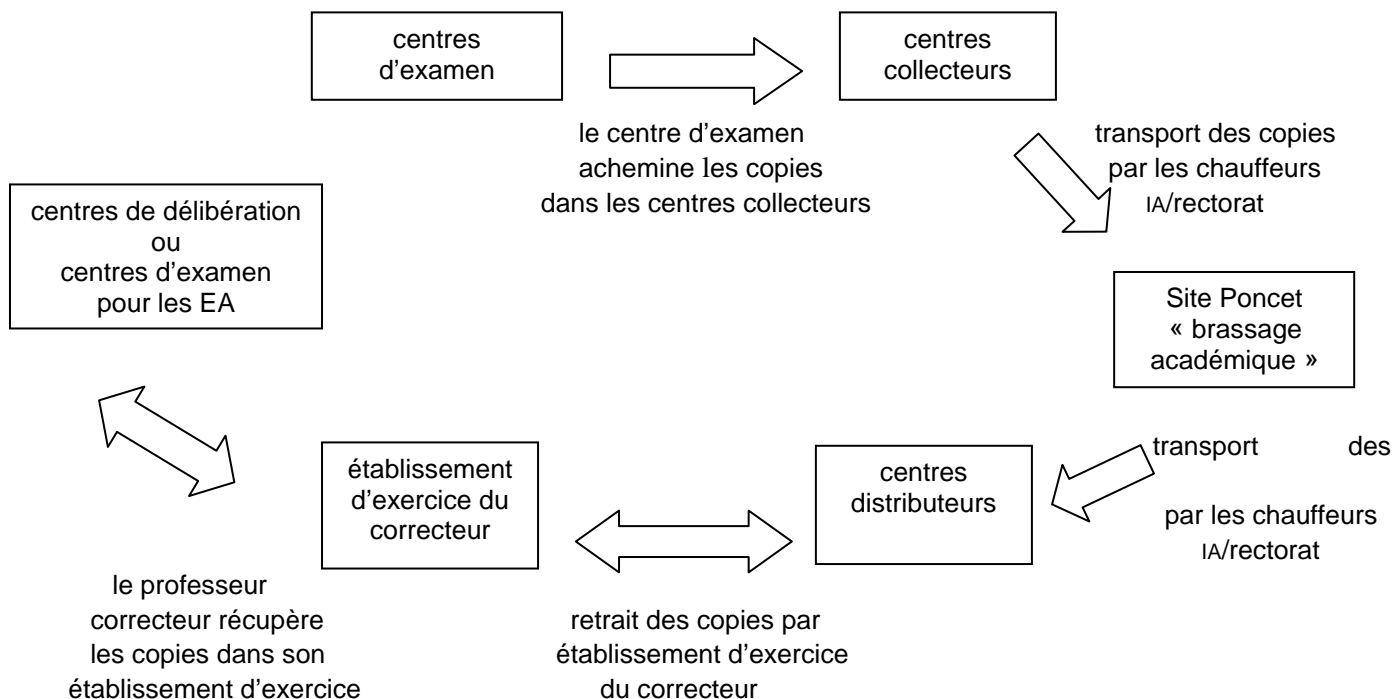 centres
d'examen
centres
collecteurs
le centre d'examen
achemine les copies
dans les centres collecteurs
transport des copies
par les chauffeurs
IA/rectorat
centres de délibération
ou
centres d'examen
pour les EA
Site Poncet
« brassage
académique »
transport des
par les chauffeurs
IA/rectorat
centres
distributeurs
établissement
d'exercice du
correcteur
retrait des copies par
établissement d'exercice
du correcteur
le professeur
correcteur récupère
les copies dans son
établissement d'exercice